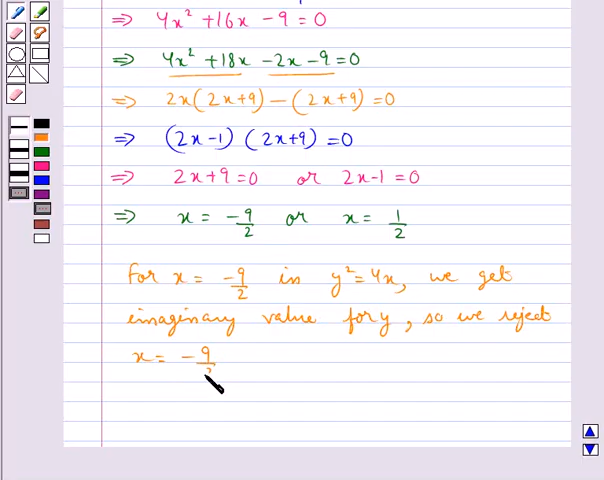 ⇒ 4x² + 16x - 9 = 0
⇒ 4x² + 18x - 2x - 9 = 0
⇒ 2x(2x+9) - (2x+9) = 0
⇒ (2x-1) (2x+9) = 0
⇒ 2x+9 = 0 or 2x-1 = 0
⇒ x = -9/2 or x = 1/2
For x = -9/2 in y² = 4x, we get
imaginary value for y, so we reject
x = -9/